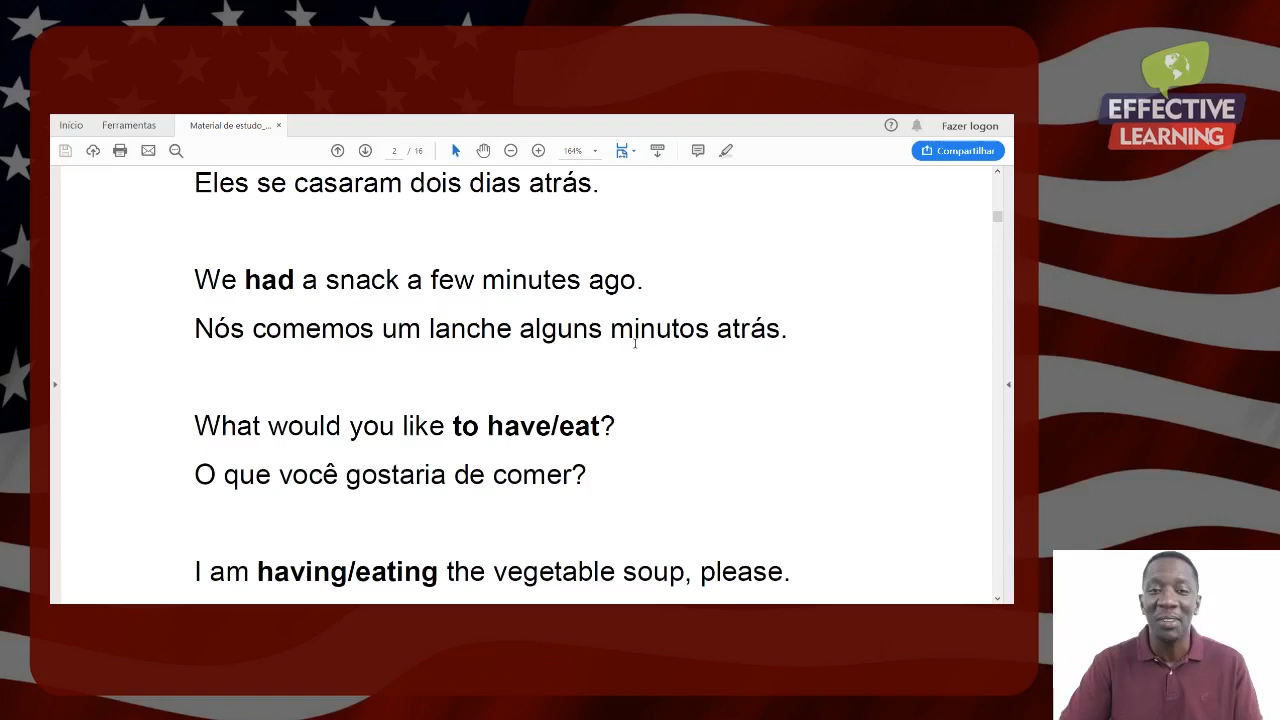 EFFECTIVE
LEARNING
Início Ferramentas Material de estudo_... × Fazer logon
2 / 16 164% Compartilhar
Eles se casaram dois dias atrás.
We had a snack a few minutes ago.
Nós comemos um lanche alguns minutos atrás.
What would you like to have/eat?
O que você gostaria de comer?
I am having/eating the vegetable soup, please.